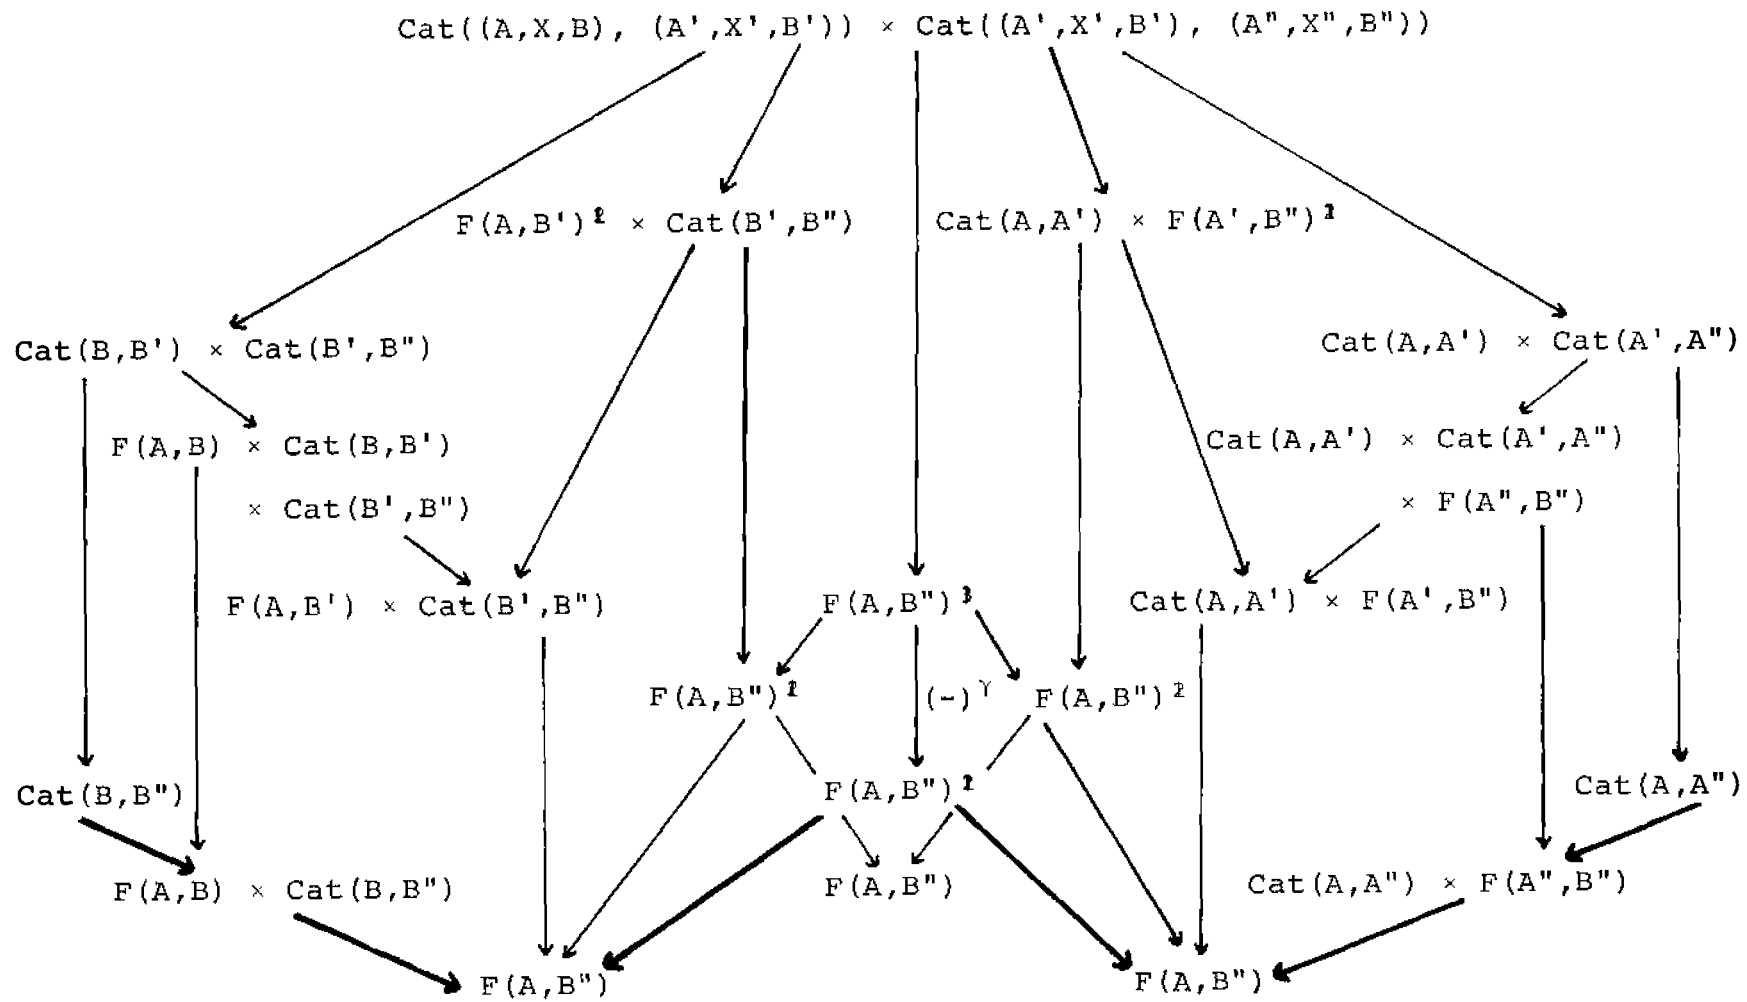 Cat((A,X,B), (A',X',B')) × Cat((A',X',B'), (A",X",B"))
F(A,B')² × Cat(B',B") Cat(A,A') × F(A',B")²
Cat(B,B') × Cat(B',B") Cat(A,A') × Cat(A',A")
F(A,B) × Cat(B,B') Cat(A,A') × Cat(A',A")
× Cat(B',B") × F(A",B")
F(A,B') × Cat(B',B") F(A,B")³ Cat(A,A') × F(A',B")
F(A,B")² (-)^γ F(A,B")²
Cat(B,B") F(A,B")² Cat(A,A")
F(A,B) × Cat(B,B") F(A,B") Cat(A,A") × F(A",B")
F(A,B") F(A,B")